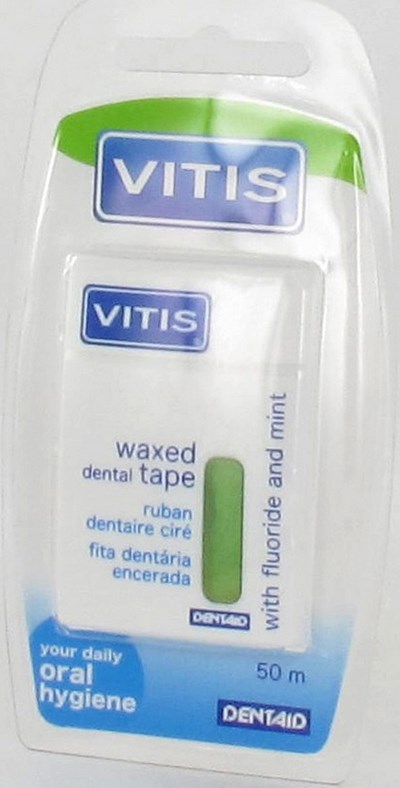 VITIS
VITIS
waxed
dental tape
ruban
dentaire ciré
fita dentária
encerada
with fluoride and mint
DENTAID
your daily
oral
hygiene
50 m
DENTAID